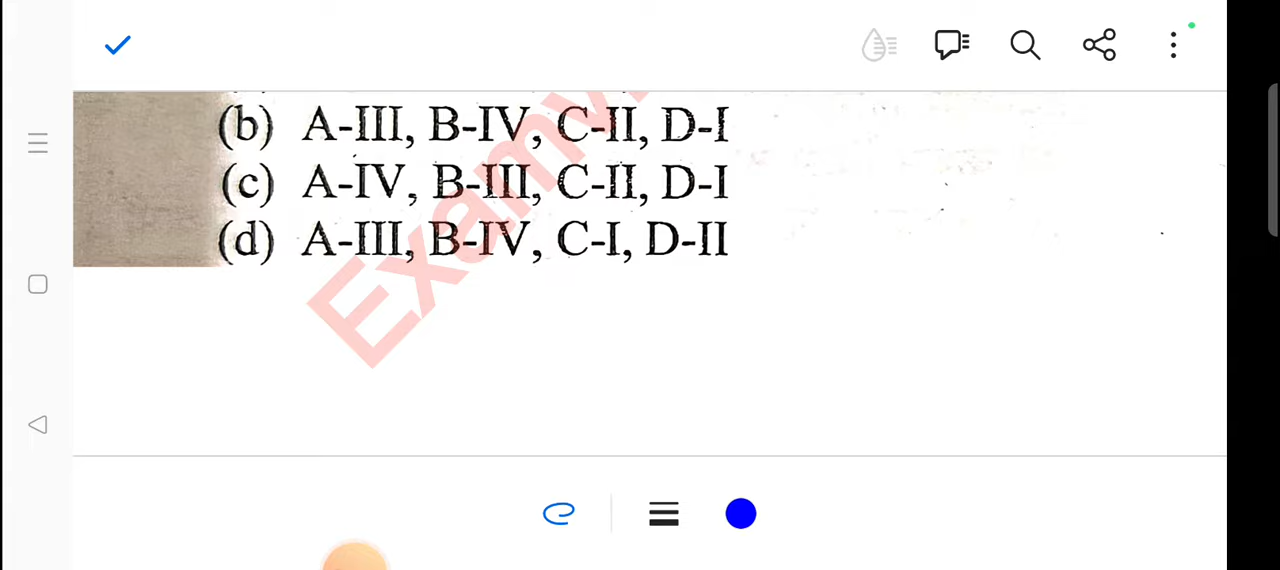 (b) A-III, B-IV, C-II, D-I
(c) A-IV, B-III, C-II, D-I
(d) A-III, B-IV, C-I, D-II